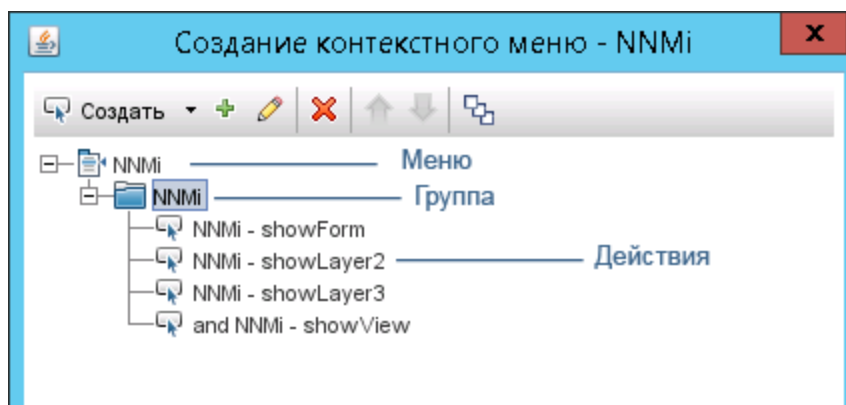 Создание контекстного меню - NNMi
x
Создать
NNMi Меню
NNMi Группа
NNMi - showForm
NNMi - showLayer2 Действия
NNMi - showLayer3
and NNMi - showView